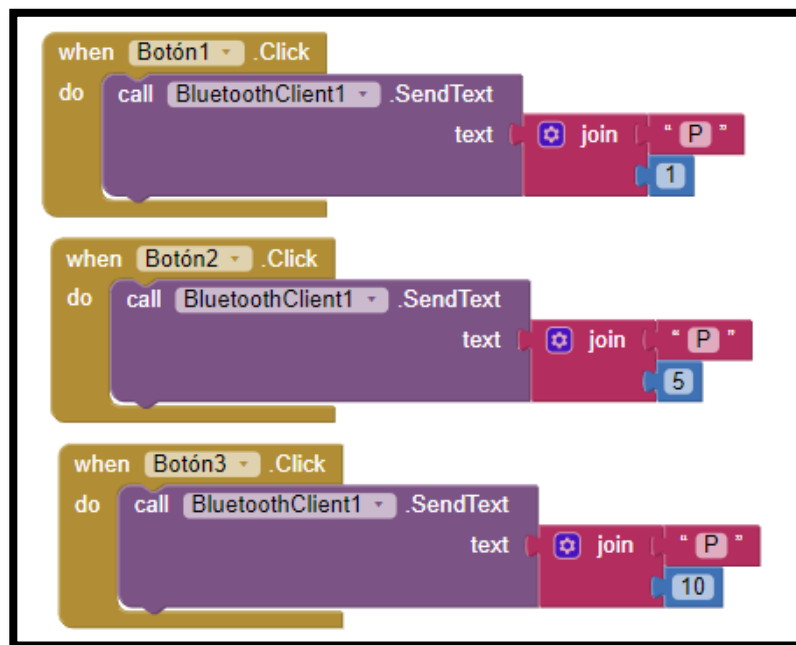 when Botón1 .Click
do call BluetoothClient1 .SendText
text join “ P ”
1
when Botón2 .Click
do call BluetoothClient1 .SendText
text join “ P ”
5
when Botón3 .Click
do call BluetoothClient1 .SendText
text join “ P ”
10